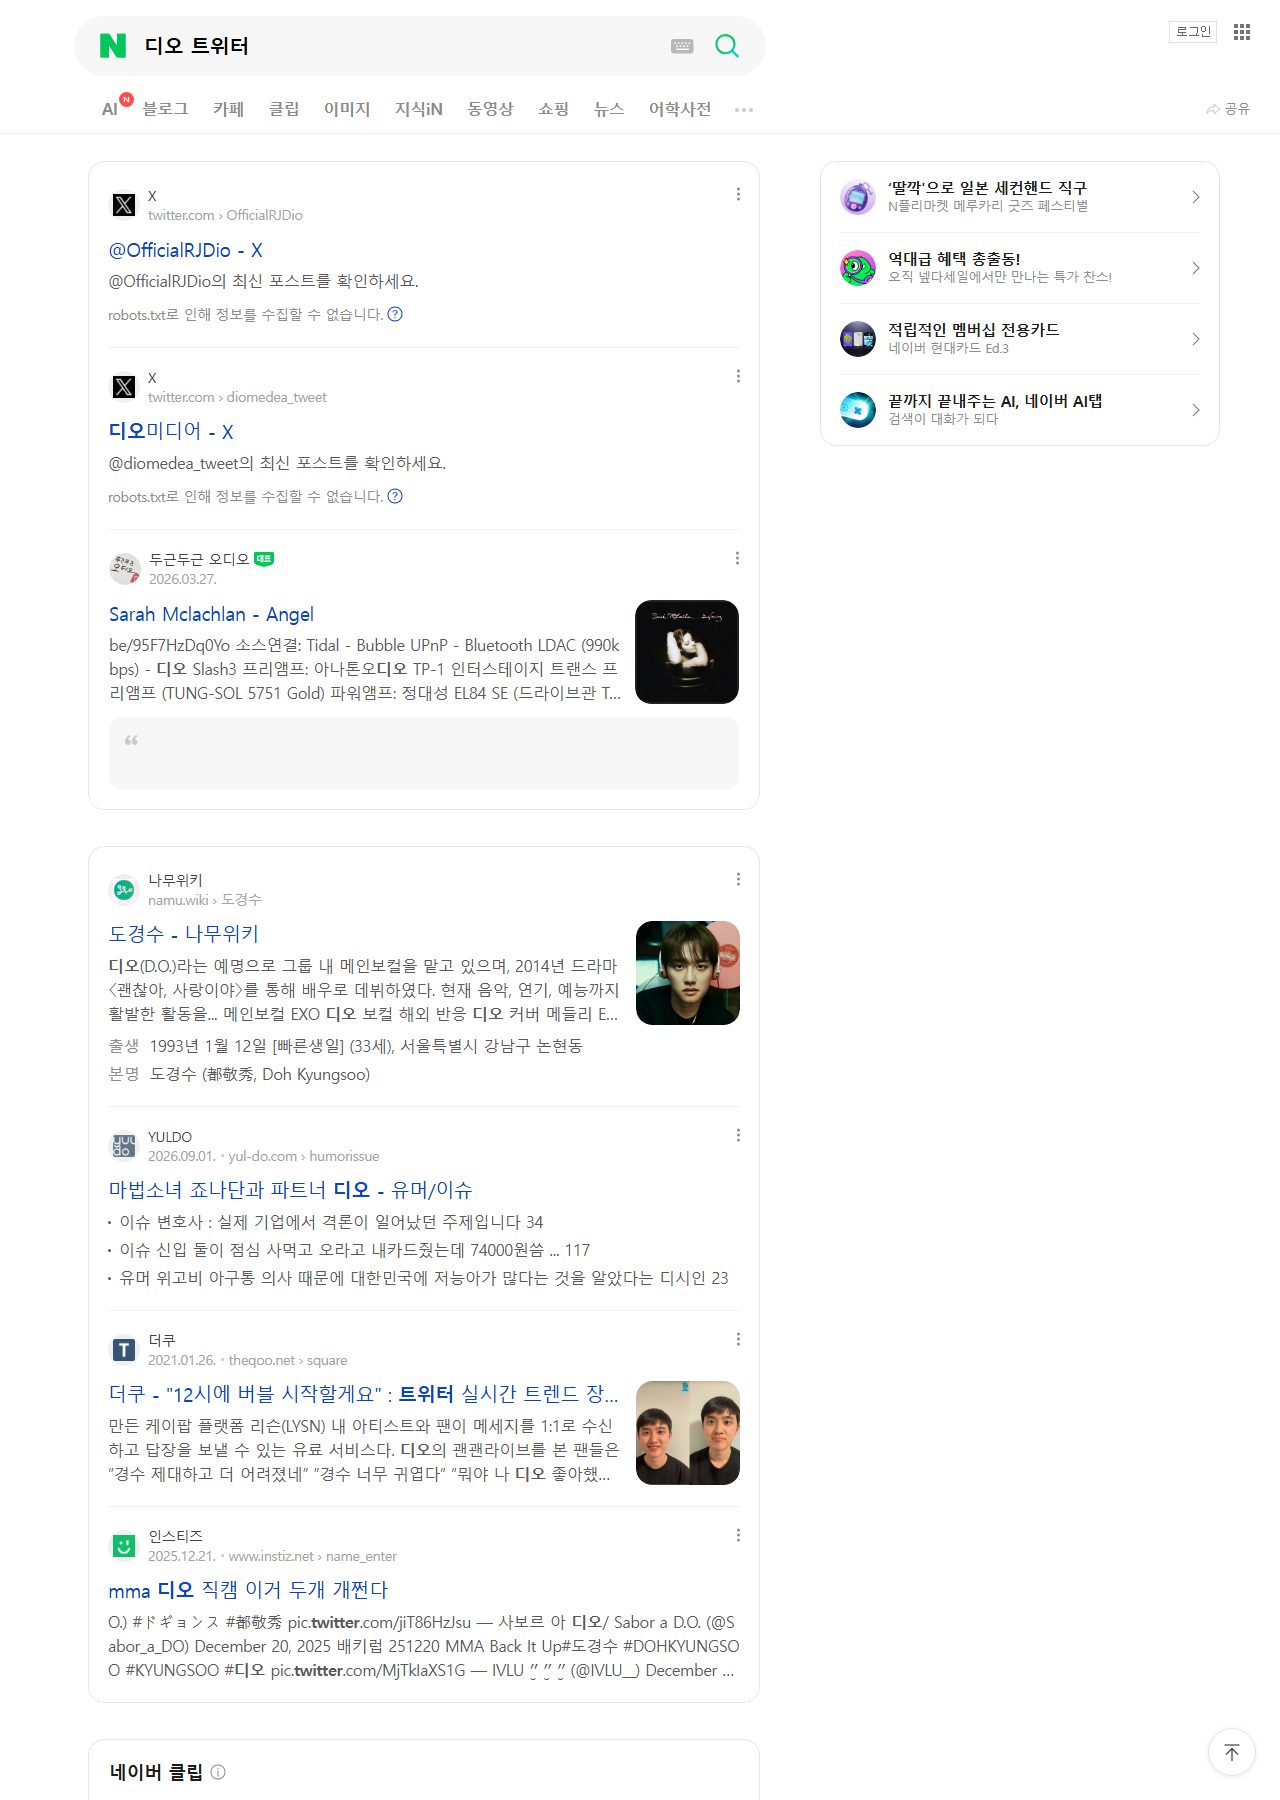 디오 트위터
로그인
AI
N
블로그
카페
클립
이미지
지식iN
동영상
쇼핑
뉴스
어학사전
공유
X
twitter.com › OfficialRJDio
@OfficialRJDio - X
@OfficialRJDio의 최신 포스트를 확인하세요.
robots.txt로 인해 정보를 수집할 수 없습니다.
X
twitter.com › diomedea_tweet
디오미디어 - X
@diomedea_tweet의 최신 포스트를 확인하세요.
robots.txt로 인해 정보를 수집할 수 없습니다.
두근두근 오디오 대표
2026.03.27.
Sarah Mclachlan - Angel
be/95F7HzDq0Yo 소스연결: Tidal - Bubble UPnP - Bluetooth LDAC (990k
bps) - 디오 Slash3 프리앰프: 아나톤오디오 TP-1 인터스테이지 트랜스 프
리앰프 (TUNG-SOL 5751 Gold) 파워앰프: 정대성 EL84 SE (드라이브관 T...
‘딸깍'으로 일본 세컨핸드 직구
N플리마켓 메루카리 굿즈 페스티벌
역대급 혜택 총출동!
오직 넾다세일에서만 만나는 특가 찬스!
적립적인 멤버십 전용카드
네이버 현대카드 Ed.3
끝까지 끝내주는 AI, 네이버 AI탭
검색이 대화가 되다
나무위키
namu.wiki › 도경수
도경수 - 나무위키
디오(D.O.)라는 예명으로 그룹 내 메인보컬을 맡고 있으며, 2014년 드라마
〈괜찮아, 사랑이야〉를 통해 배우로 데뷔하였다. 현재 음악, 연기, 예능까지
활발한 활동을... 메인보컬 EXO 디오 보컬 해외 반응 디오 커버 메들리 E...
출생 1993년 1월 12일 [빠른생일] (33세), 서울특별시 강남구 논현동
본명 도경수 (都敬秀, Doh Kyungsoo)
YULDO
2026.09.01. · yul-do.com › humorissue
마법소녀 죠나단과 파트너 디오 - 유머/이슈
· 이슈 변호사 : 실제 기업에서 격론이 일어났던 주제입니다 34
· 이슈 신입 둘이 점심 사먹고 오라고 내카드줬는데 74000원씀 ... 117
· 유머 위고비 아구통 의사 때문에 대한민국에 저능아가 많다는 것을 알았다는 디시인 23
더쿠
2021.01.26. · theqoo.net › square
더쿠 - "12시에 버블 시작할게요" : 트위터 실시간 트렌드 장...
만든 케이팝 플랫폼 리슨(LYSN) 내 아티스트와 팬이 메세지를 1:1로 수신
하고 답장을 보낼 수 있는 유료 서비스다. 디오의 괜괜라이브를 본 팬들은
”경수 제대하고 더 어려졌네” ”경수 너무 귀엽다” ”뭐야 나 디오 좋아했...
인스티즈
2025.12.21. · www.instiz.net › name_enter
mma 디오 직캠 이거 두개 개쩐다
O.) #ドギョンス #都敬秀 pic.twitter.com/jiT86HzJsu — 사보르 아 디오/ Sabor a D.O. (@S
abor_a_DO) December 20, 2025 배키럽 251220 MMA Back It Up#도경수 #DOHKYUNGSO
O #KYUNGSOO #디오 pic.twitter.com/MjTklaXS1G — IVLU (@IVLU__) December ...
네이버 클립